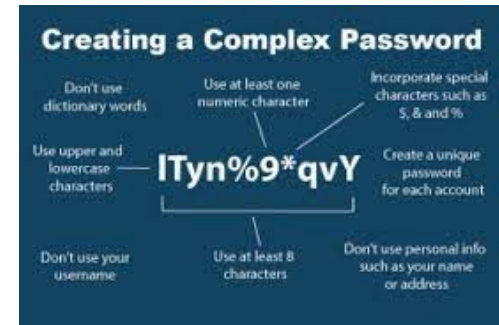 Creating a Complex Password
Don't use
dictionary words
Use at least one
numeric character
Incorporate special
characters such as
$, & and %
Use upper and
lowercase
characters
lTyn%9*qvY
Create a unique
password
for each account
Don't use your
username
Use at least 8
characters
Don't use personal info
such as your name
or address